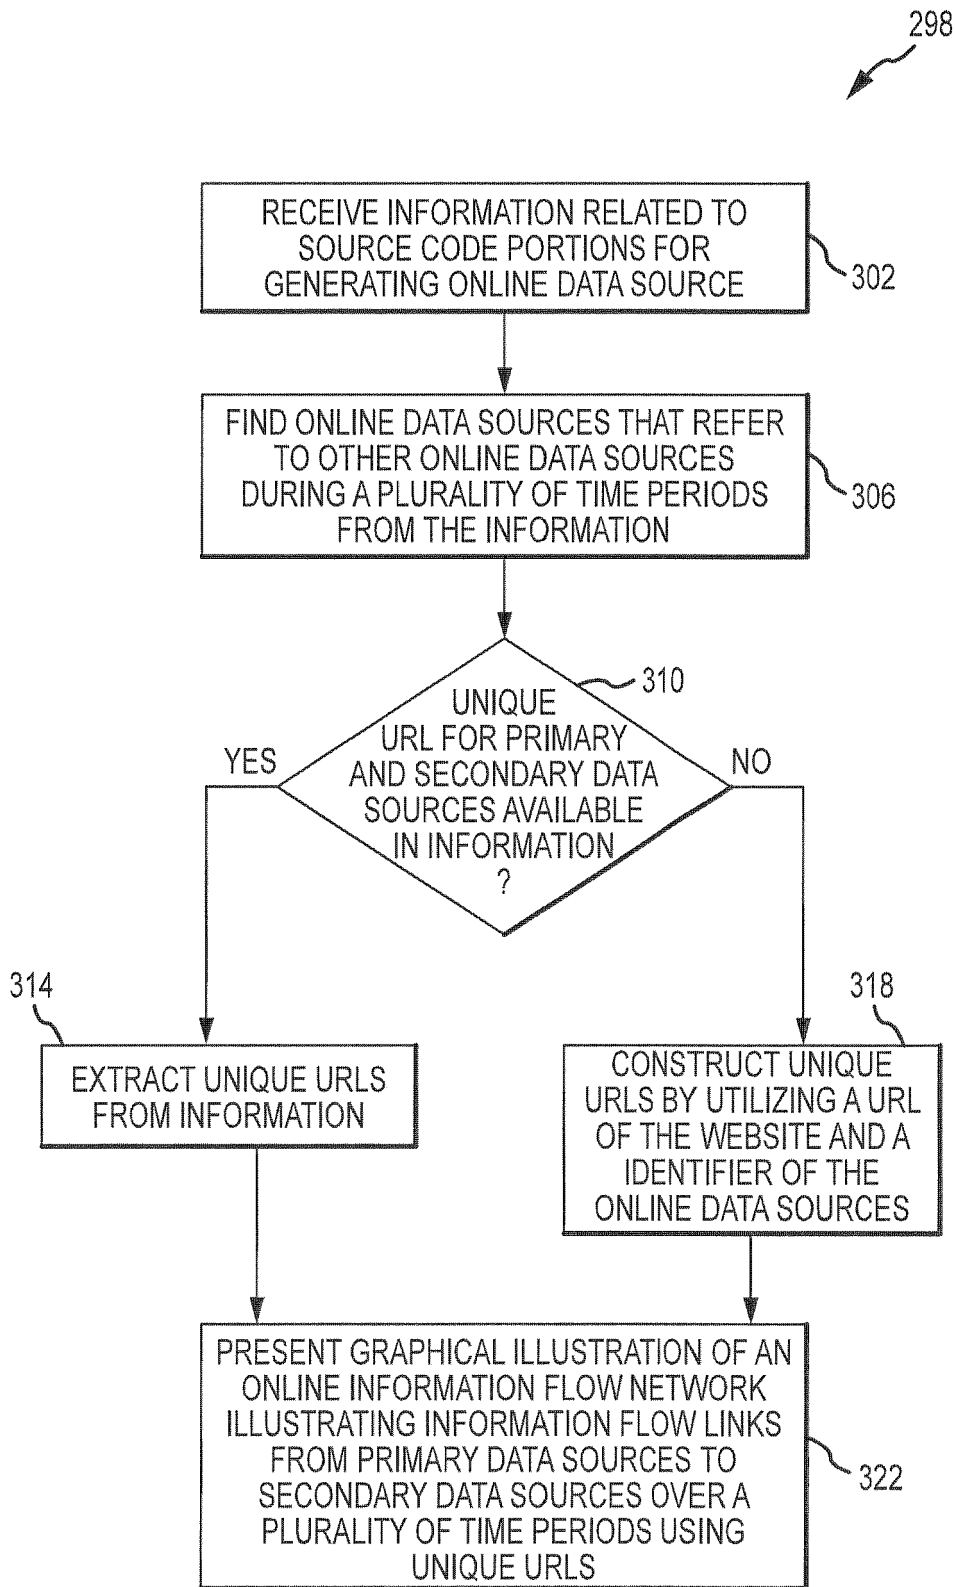 298
RECEIVE INFORMATION RELATED TO
SOURCE CODE PORTIONS FOR
GENERATING ONLINE DATA SOURCE
302
FIND ONLINE DATA SOURCES THAT REFER
TO OTHER ONLINE DATA SOURCES
DURING A PLURALITY OF TIME PERIODS
FROM THE INFORMATION
306
310
UNIQUE
URL FOR PRIMARY
AND SECONDARY DATA
SOURCES AVAILABLE
IN INFORMATION
?
YES
NO
314
EXTRACT UNIQUE URLS
FROM INFORMATION
318
CONSTRUCT UNIQUE
URLS BY UTILIZING A URL
OF THE WEBSITE AND A
IDENTIFIER OF THE
ONLINE DATA SOURCES
PRESENT GRAPHICAL ILLUSTRATION OF AN
ONLINE INFORMATION FLOW NETWORK
ILLUSTRATING INFORMATION FLOW LINKS
FROM PRIMARY DATA SOURCES TO
SECONDARY DATA SOURCES OVER A
PLURALITY OF TIME PERIODS USING
UNIQUE URLS
322